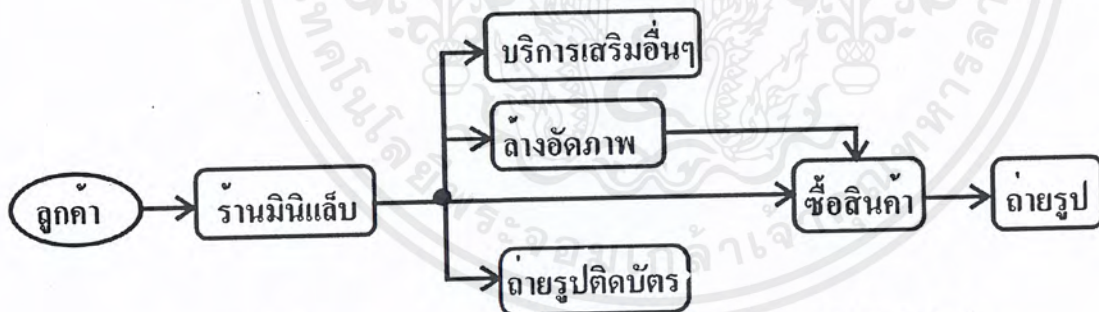 บริการเสริมอื่นๆ
ล้างอัดภาพ
ลูกค้า
ร้านมินิแล็บ
ซื้อสินค้า
ถ่ายรูป
ถ่ายรูปติดบัตร